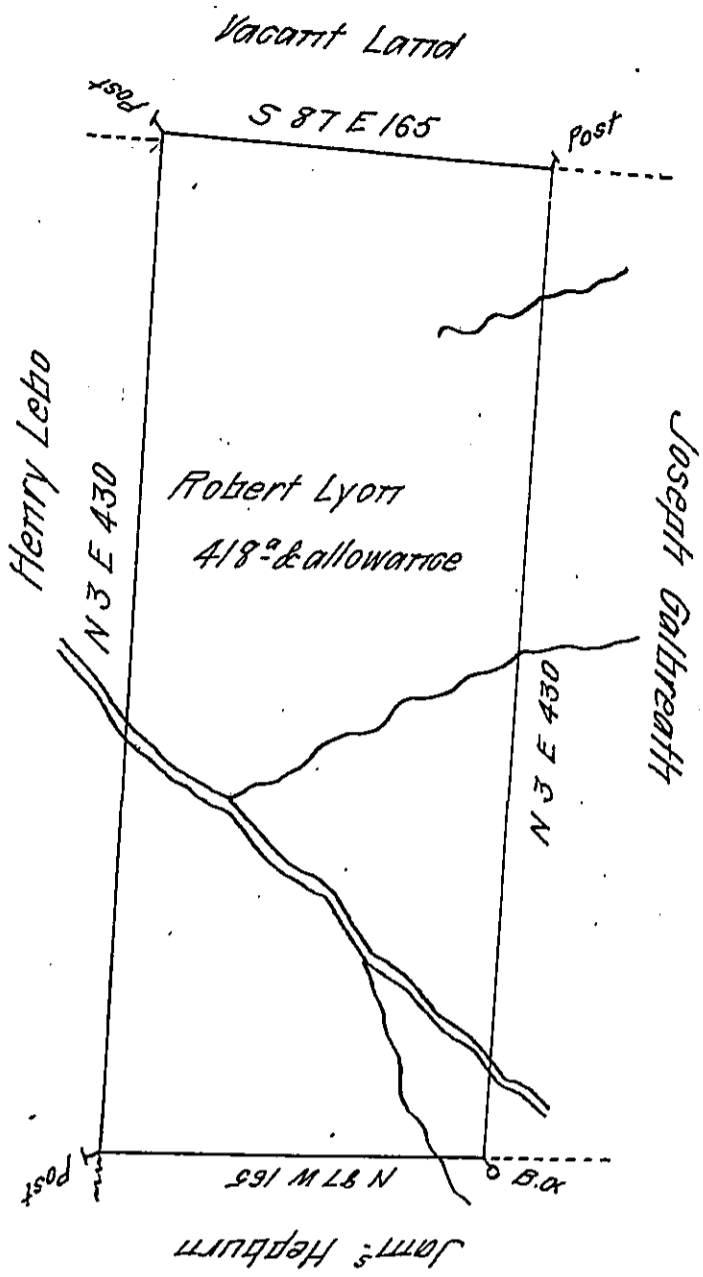 Vacant Land
Post
S 87 E 165
Post
Henry Lebo
N 3 E 430
Robert Lyon
418ª & allowance
Joseph Galbreath
N 3 E 430
Post
N 87 W 165
Jamˢ. Hepburn